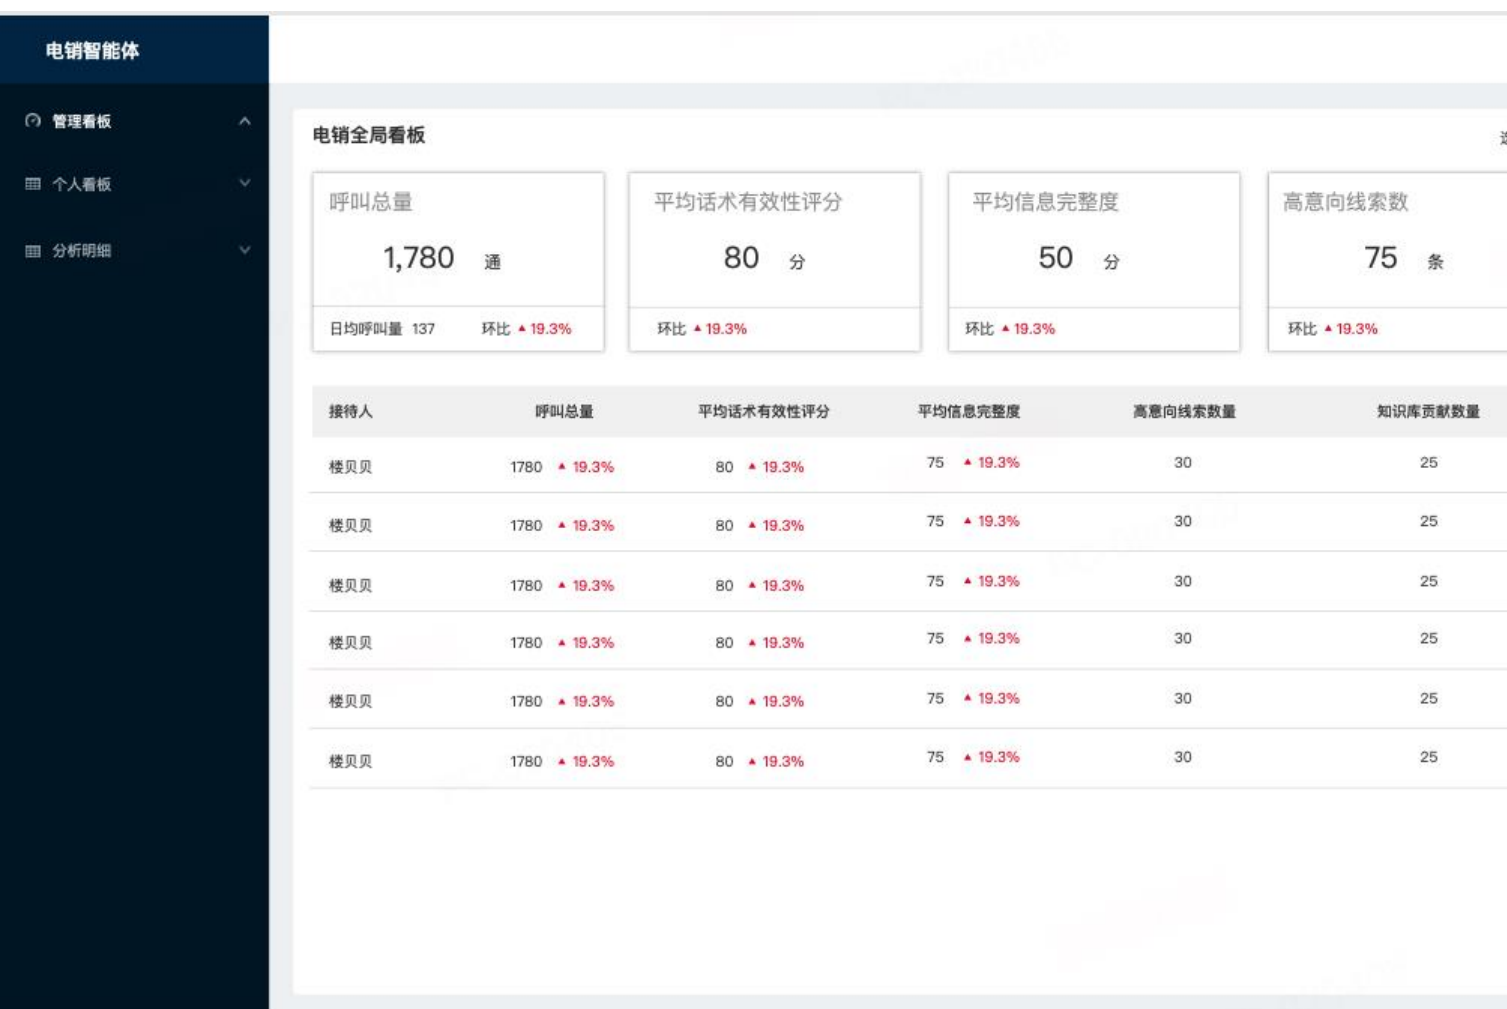 电销智能体
管理看板
个人看板
分析明细
电销全局看板
呼叫总量
1,780 通
日均呼叫量 137 环比 ▲ 19.3%
平均话术有效性评分
80 分
环比 ▲ 19.3%
平均信息完整度
50 分
环比 ▲ 19.3%
高意向线索数
75 条
环比 ▲ 19.3%
接待人 呼叫总量 平均话术有效性评分 平均信息完整度 高意向线索数量 知识库贡献数量
楼贝贝 1780 ▲ 19.3% 80 ▲ 19.3% 75 ▲ 19.3% 30 25
楼贝贝 1780 ▲ 19.3% 80 ▲ 19.3% 75 ▲ 19.3% 30 25
楼贝贝 1780 ▲ 19.3% 80 ▲ 19.3% 75 ▲ 19.3% 30 25
楼贝贝 1780 ▲ 19.3% 80 ▲ 19.3% 75 ▲ 19.3% 30 25
楼贝贝 1780 ▲ 19.3% 80 ▲ 19.3% 75 ▲ 19.3% 30 25
楼贝贝 1780 ▲ 19.3% 80 ▲ 19.3% 75 ▲ 19.3% 30 25